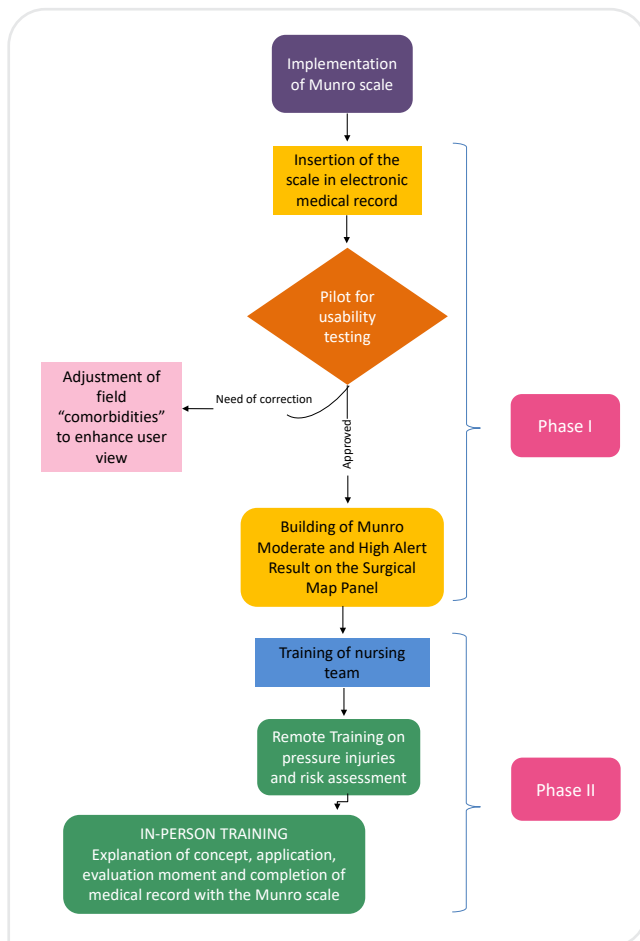 Implementation
of Munro scale
Insertion of the
scale in electronic
medical record
Pilot for
usability
testing
Need of correction
Adjustment of
field
“comorbidities”
to enhance user
view
Approved
Phase I
Building of Munro
Moderate and High Alert
Result on the Surgical
Map Panel
Training of nursing
team
Remote Training on
pressure injuries
and risk assessment
Phase II
IN-PERSON TRAINING
Explanation of concept, application,
evaluation moment and completion of
medical record with the Munro scale